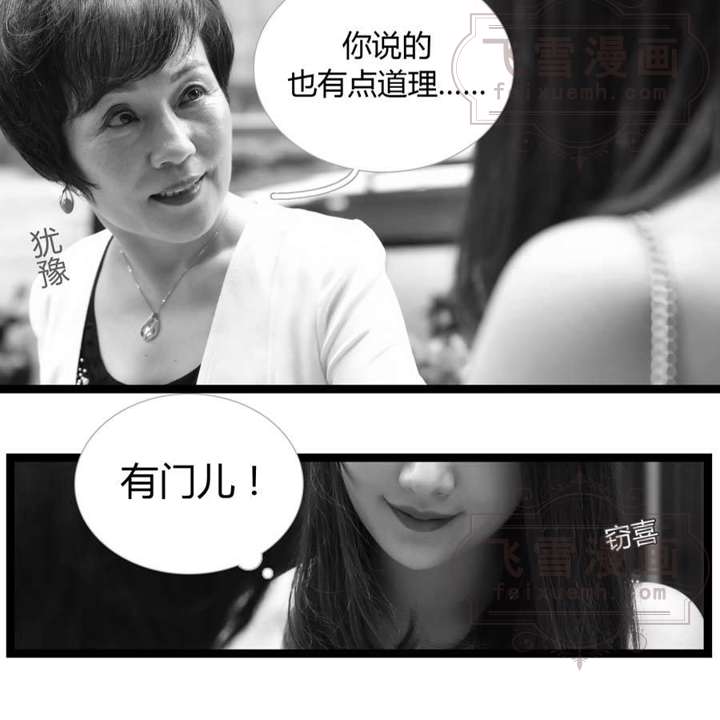 你说的
也有点道理……
飞雪漫画
feixuemh.com
犹豫
有门儿！
窃喜
飞雪漫画
feixuemh.com